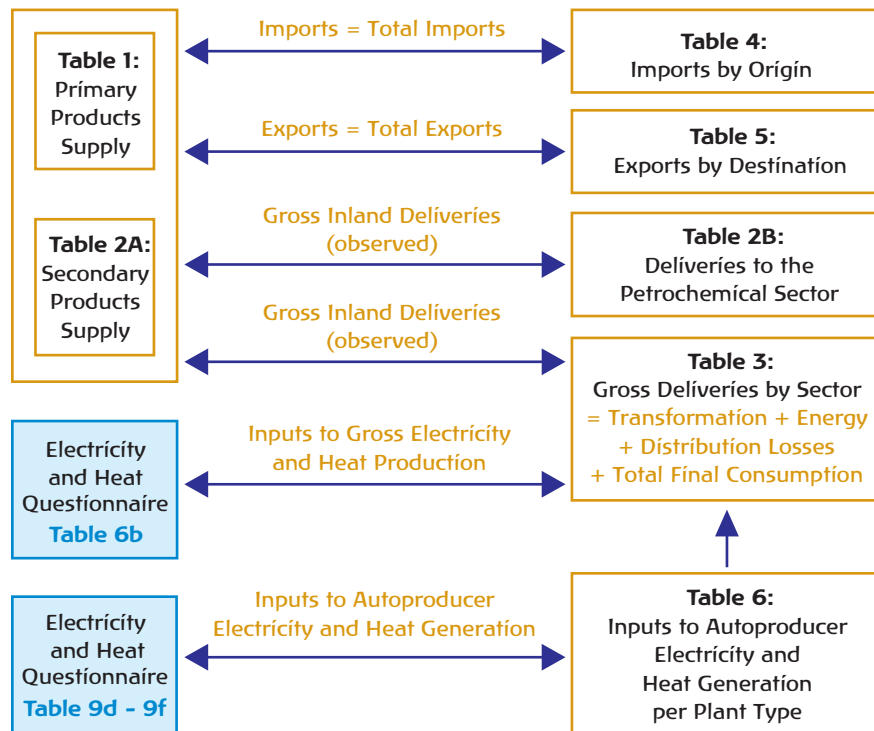 Table 1:
Primary
Products
Supply
Imports = Total Imports
Table 4:
Imports by Origin
Exports = Total Exports
Table 5:
Exports by Destination
Table 2A:
Secondary
Products
Supply
Gross Inland Deliveries
(observed)
Table 2B:
Deliveries to the
Petrochemical Sector
Gross Inland Deliveries
(observed)
Table 3:
Gross Deliveries by Sector
= Transformation + Energy
+ Distribution Losses
+ Total Final Consumption
Electricity
and Heat
Questionnaire
Table 6b
Inputs to Gross Electricity
and Heat Production
Electricity
and Heat
Questionnaire
Table 9d - 9f
Inputs to Autoproducer
Electricity and Heat Generation
Table 6:
Inputs to Autoproducer
Electricity and
Heat Generation
per Plant Type